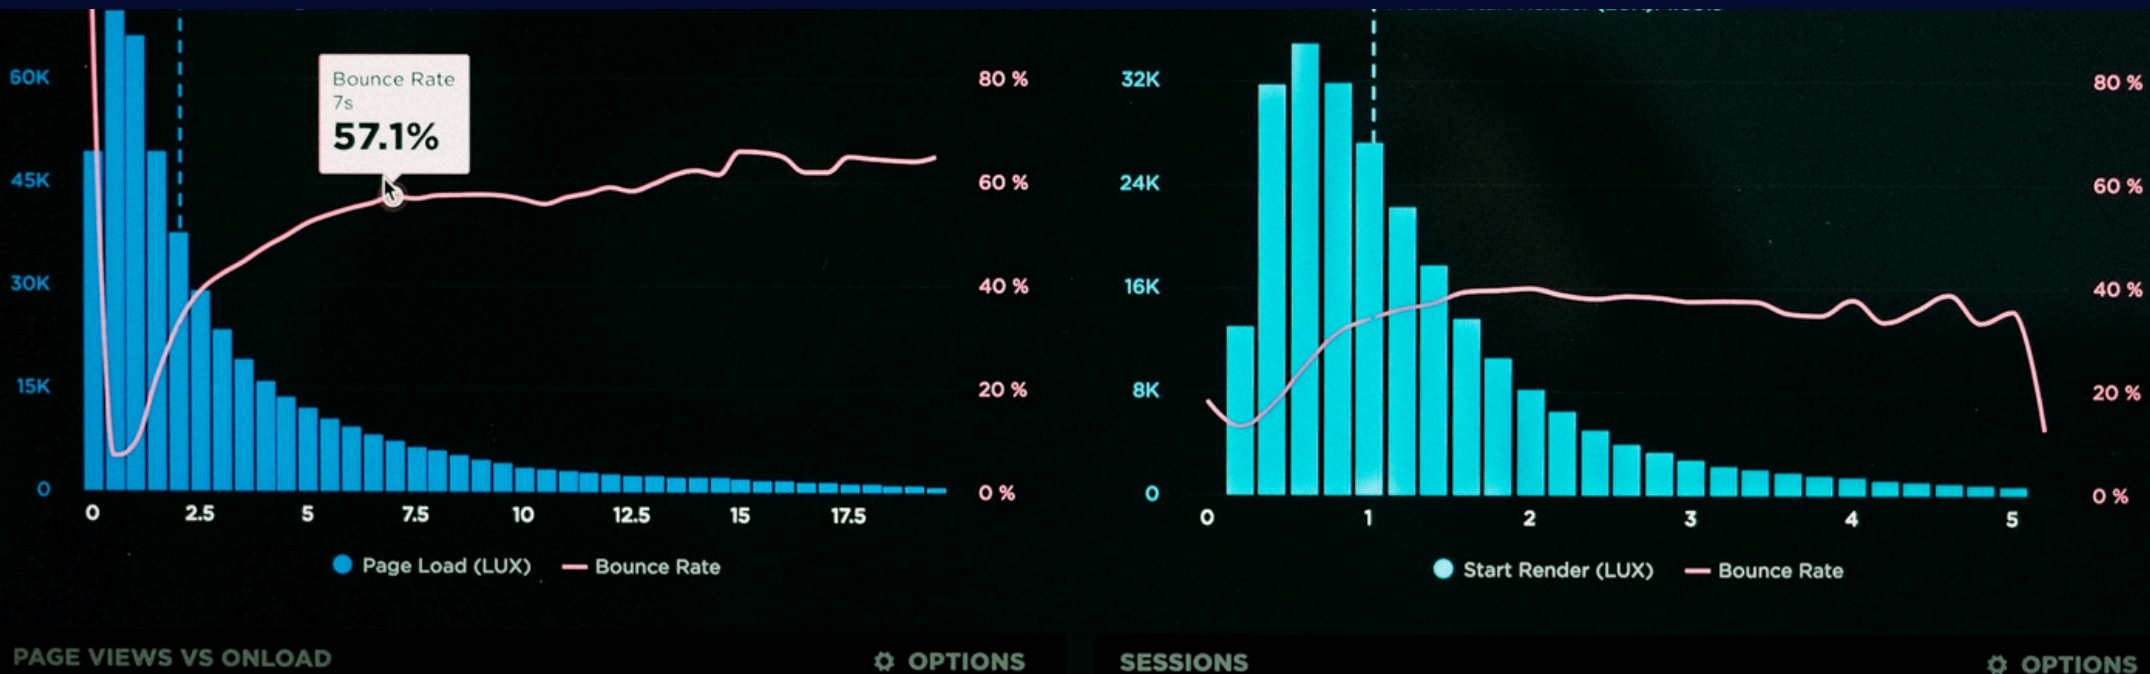 60K
45K
30K
15K
0
Bounce Rate
7s
57.1%
80 %
60 %
40 %
20 %
0 %
0 2.5 5 7.5 10 12.5 15 17.5
Page Load (LUX) Bounce Rate
32K
24K
16K
8K
0
80 %
60 %
40 %
20 %
0 %
0 1 2 3 4 5
Start Render (LUX) Bounce Rate
PAGE VIEWS VS ONLOAD OPTIONS
SESSIONS OPTIONS